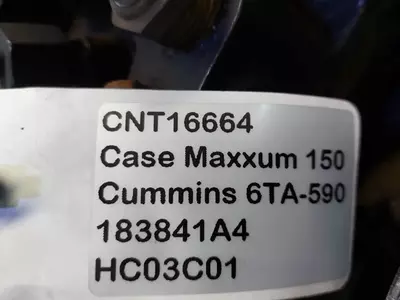 CNT16664
Case Maxxum 150
Cummins 6TA-590
183841A4
HC03C01